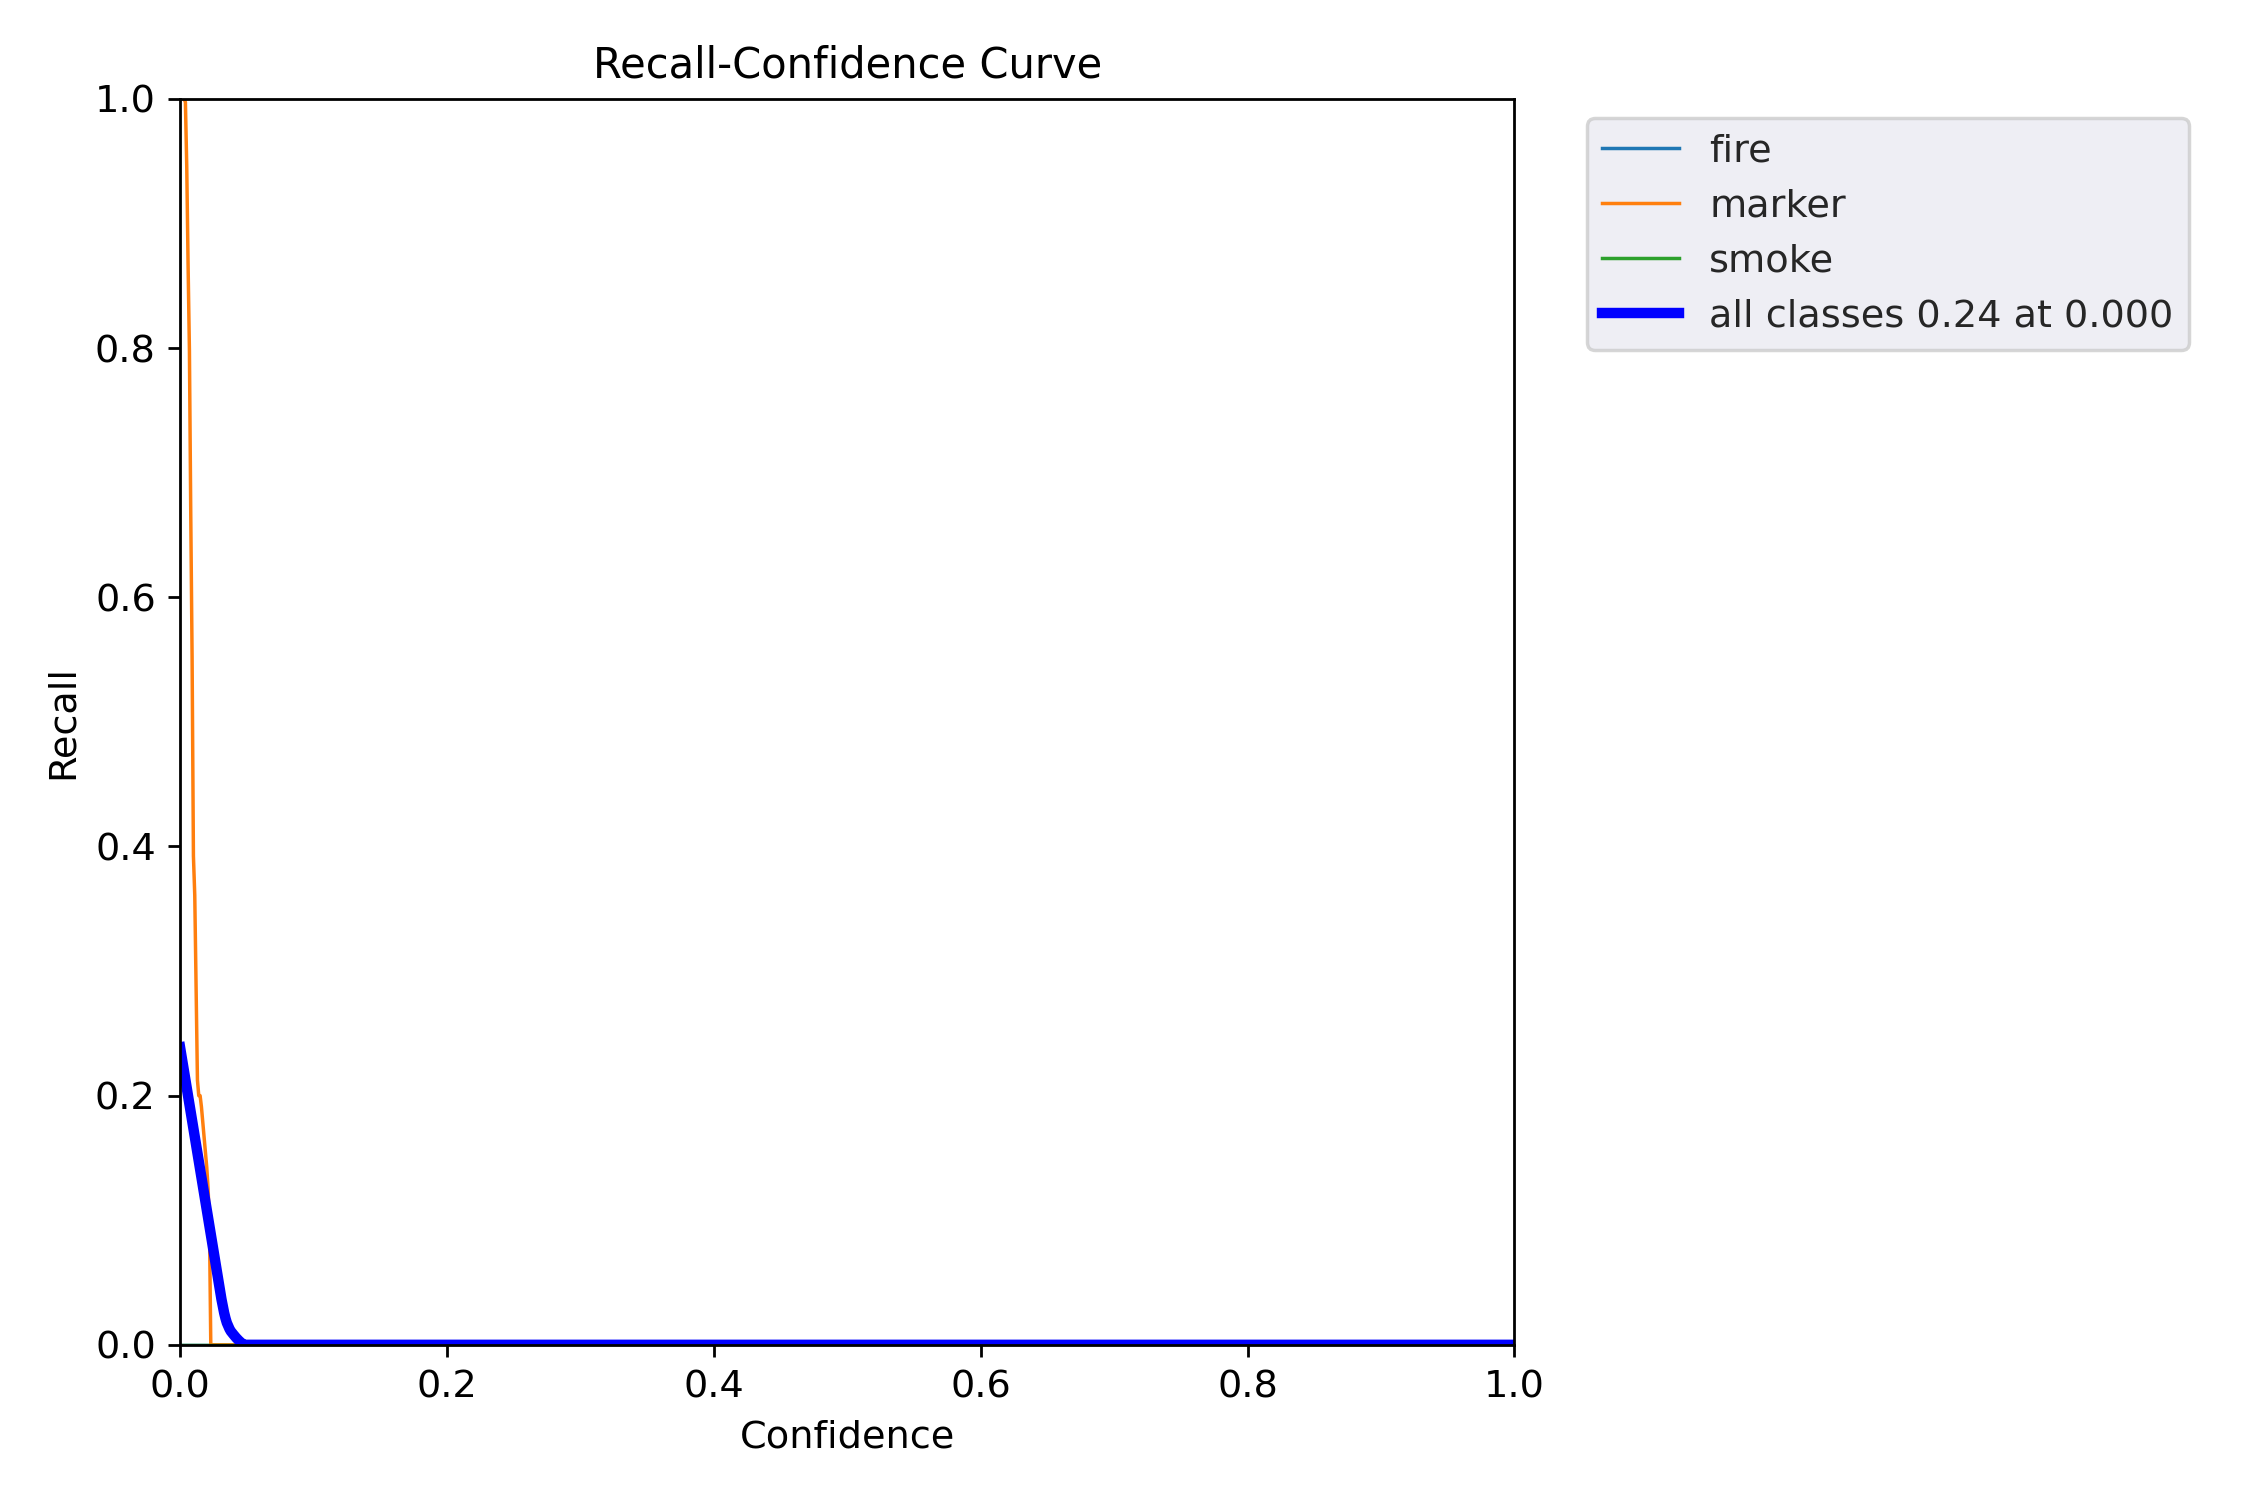 Recall-Confidence Curve
1.0
0.8
0.6
0.4
0.2
0.0
Recall
0.0 0.2 0.4 0.6 0.8 1.0
Confidence
fire
marker
smoke
all classes 0.24 at 0.000